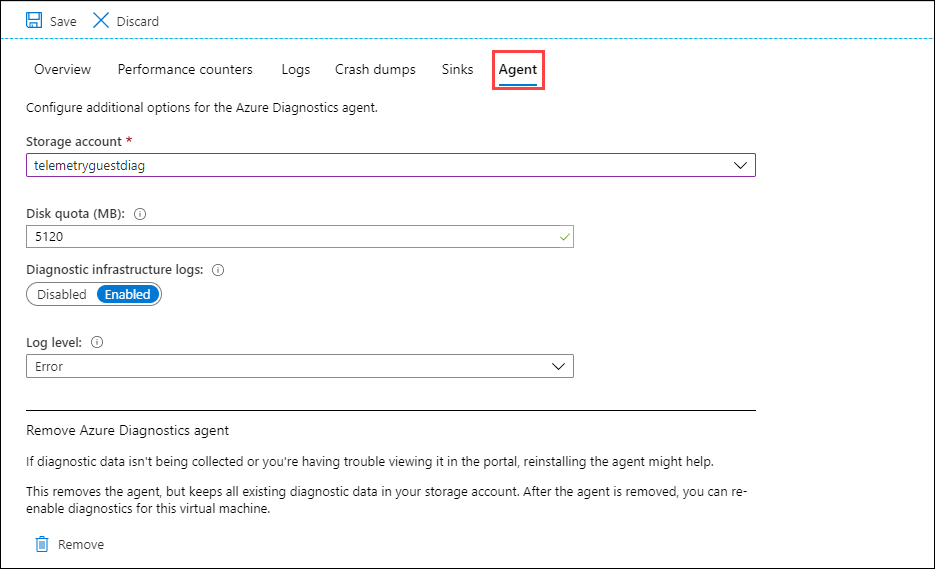 Save Discard
Overview Performance counters Logs Crash dumps Sinks Agent
Configure additional options for the Azure Diagnostics agent.
Storage account *
telemetryguestdiag
Disk quota (MB):
5120
Diagnostic infrastructure logs:
Disabled Enabled
Log level:
Error
Remove Azure Diagnostics agent
If diagnostic data isn't being collected or you're having trouble viewing it in the portal, reinstalling the agent might help.
This removes the agent, but keeps all existing diagnostic data in your storage account. After the agent is removed, you can re-
enable diagnostics for this virtual machine.
Remove